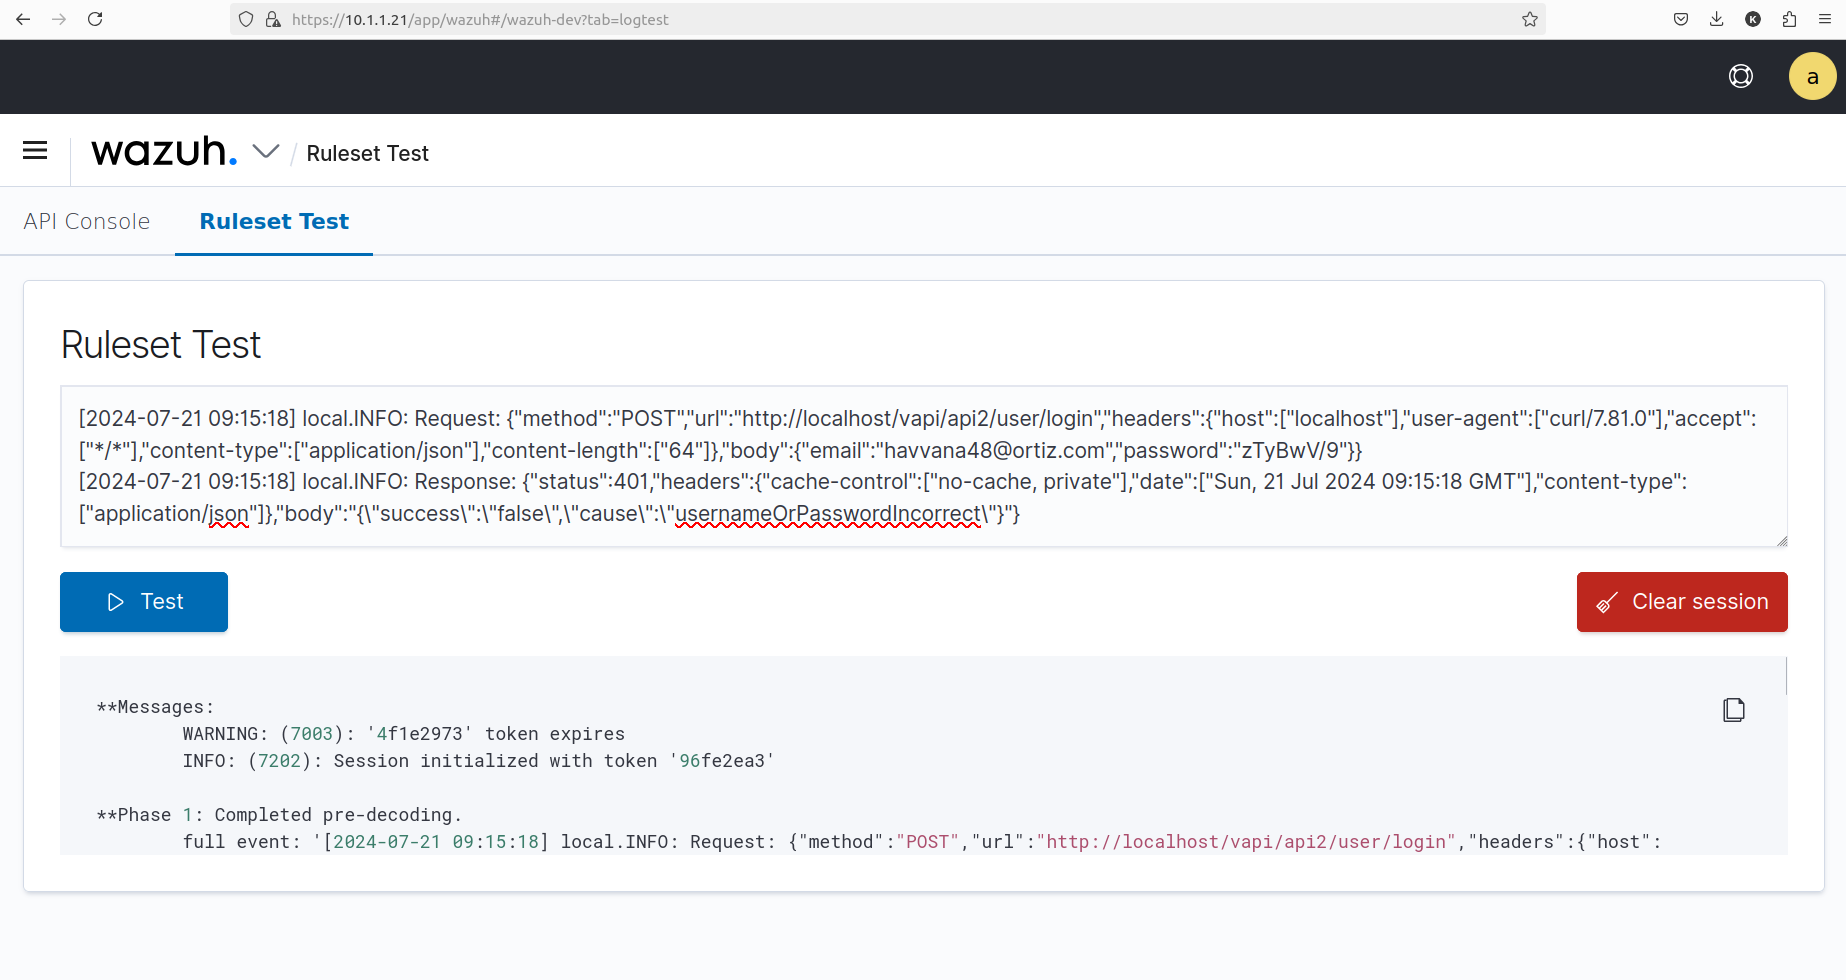 https://10.1.1.21/app/wazuh#/wazuh-dev?tab=logtest
K
a
wazuh. / Ruleset Test
API Console Ruleset Test
Ruleset Test
[2024-07-21 09:15:18] local.INFO: Request: {"method":"POST","url":"http://localhost/vapi/api2/user/login","headers":{"host":["localhost"],"user-agent":["curl/7.81.0"],"accept":
["*/*"],"content-type":["application/json"],"content-length":["64"]},"body":{"email":"havvana48@ortiz.com","password":"zTyBwV/9"}}
[2024-07-21 09:15:18] local.INFO: Response: {"status":401,"headers":{"cache-control":["no-cache, private"],"date":["Sun, 21 Jul 2024 09:15:18 GMT"],"content-type":
["application/json"]},"body":"{\"success\":\"false\",\"cause\":\"usernameOrPasswordIncorrect\"}"}
Test
Clear session
**Messages:
WARNING: (7003): '4f1e2973' token expires
INFO: (7202): Session initialized with token '96fe2ea3'
**Phase 1: Completed pre-decoding.
full event: '[2024-07-21 09:15:18] local.INFO: Request: {"method":"POST","url":"http://localhost/vapi/api2/user/login","headers":{"host":